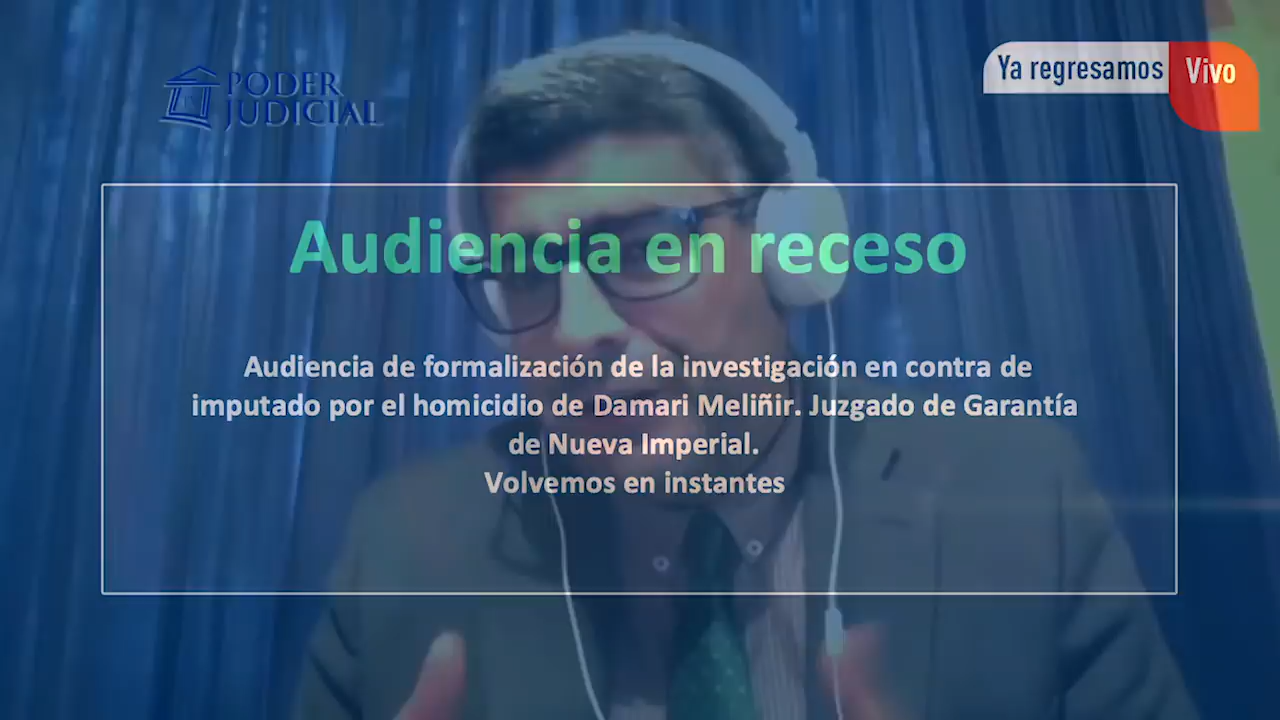 PODER
JUDICIAL
Ya regresamos Vivo
Audiencia en receso
Audiencia de formalización de la investigación en contra de
imputado por el homicidio de Damari Meliñir. Juzgado de Garantía
de Nueva Imperial.
Volvemos en instantes